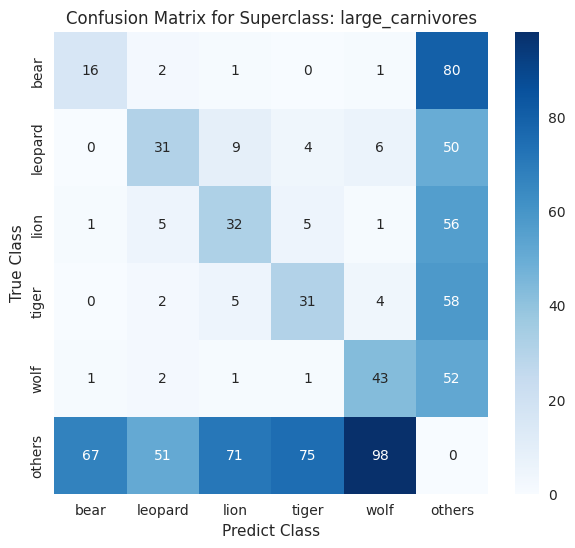 Confusion Matrix for Superclass: large_carnivores
True Class
bear 16 2 1 0 1 80
leopard 0 31 9 4 6 50
lion 1 5 32 5 1 56
tiger 0 2 5 31 4 58
wolf 1 2 1 1 43 52
others 67 51 71 75 98 0
bear leopard lion tiger wolf others
Predict Class
80
60
40
20
0